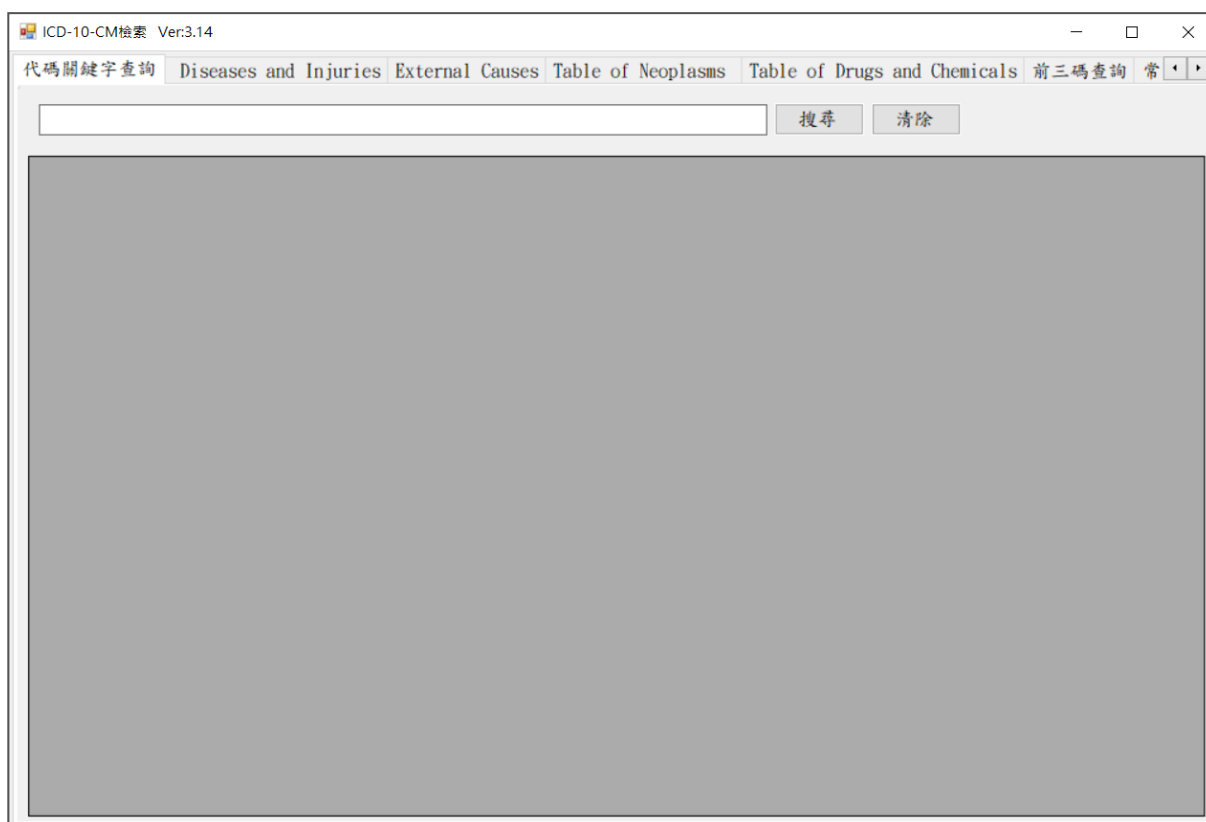 ICD-10-CM檢索 Ver:3.14
代碼關鍵字查詢 Diseases and Injuries External Causes Table of Neoplasms Table of Drugs and Chemicals 前三碼查詢 常
搜尋 清除